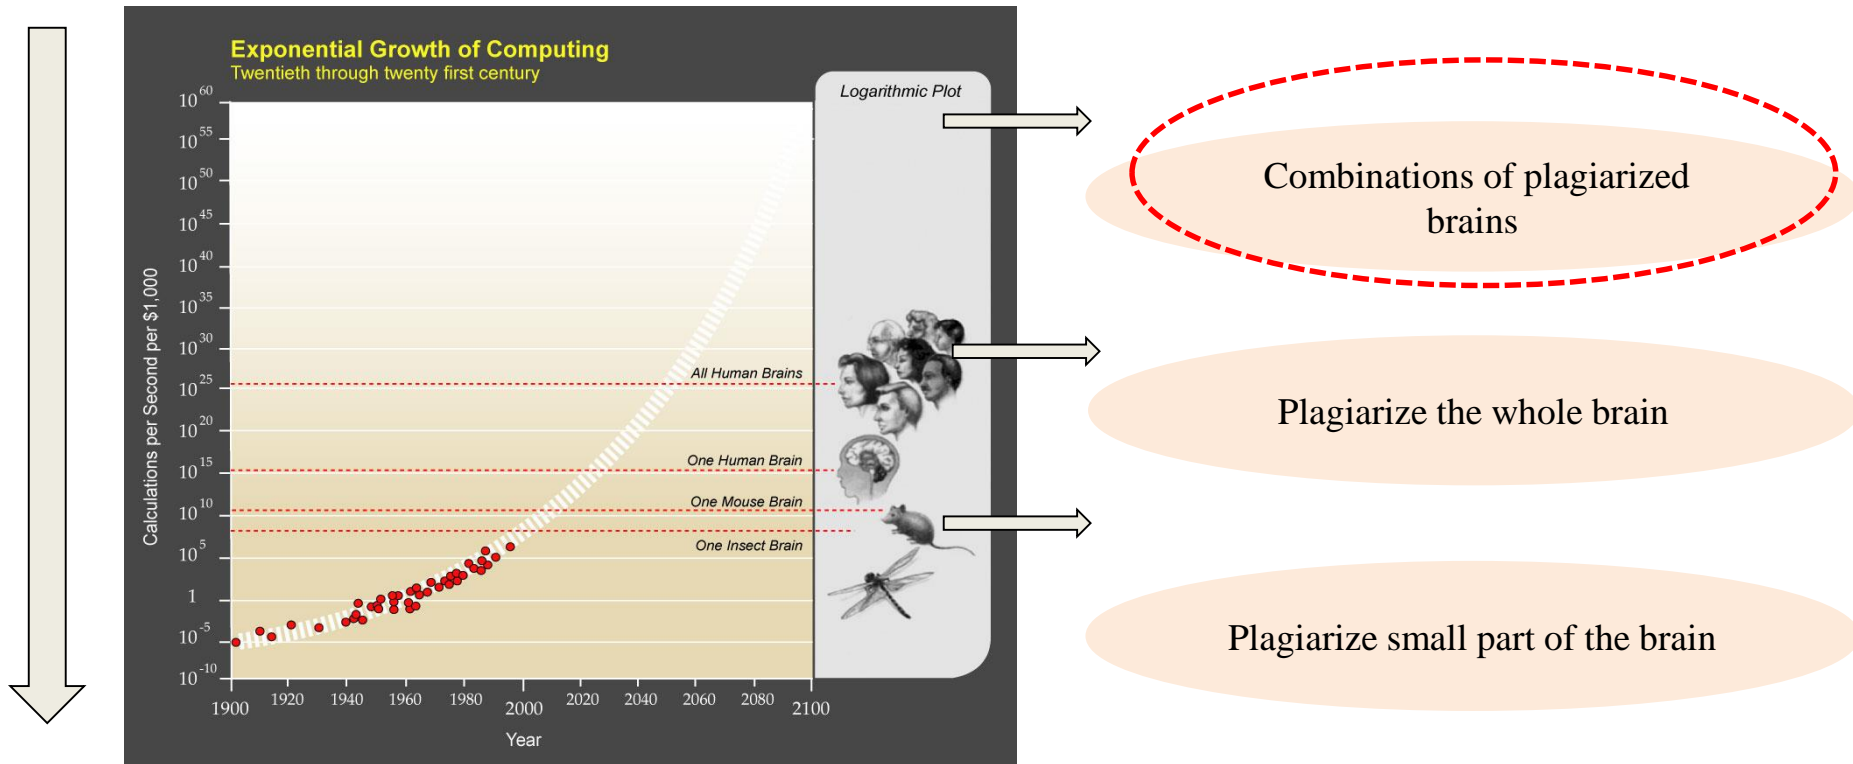 Exponential Growth of Computing
Twentieth through twenty first century
Logarithmic Plot
10^60
10^55
10^50
10^45
10^40
10^35
10^30
10^25
10^20
10^15
10^10
10^5
1
10^-5
10^-10
Calculations per Second per $1,000
All Human Brains
One Human Brain
One Mouse Brain
One Insect Brain
1900 1920 1940 1960 1980 2000 2020 2040 2060 2080 2100
Year
Combinations of plagiarized
brains
Plagiarize the whole brain
Plagiarize small part of the brain